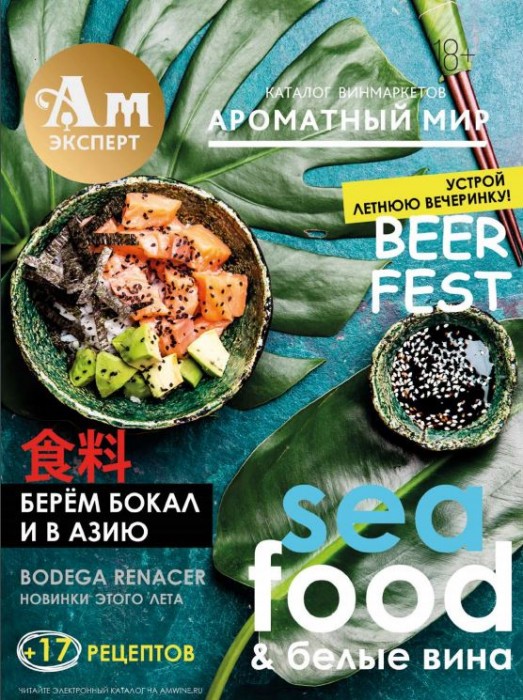 18+
Ам
ЭКСПЕРТ
КАТАЛОГ ВИНМАРКЕТОВ
АРОМАТНЫЙ МИР
УСТРОЙ
ЛЕТНЮЮ ВЕЧЕРИНКУ!
BEER
FEST
食料
БЕРЁМ БОКАЛ
И В АЗИЮ
BODEGA RENACER
НОВИНКИ ЭТОГО ЛЕТА
+17 РЕЦЕПТОВ
sea
food
& белые вина
ЧИТАЙТЕ ЭЛЕКТРОННЫЙ КАТАЛОГ НА AMWINE.RU